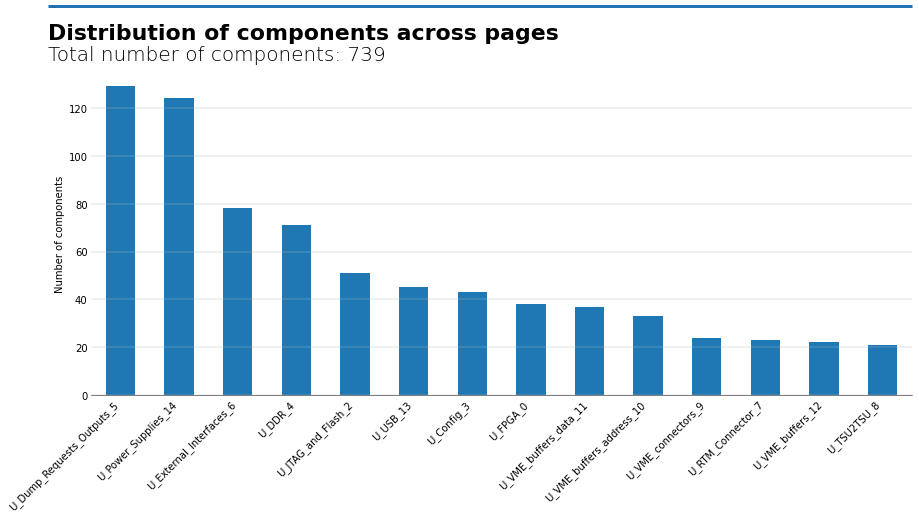 Distribution of components across pages
Total number of components: 739
Number of components
120
100
80
60
40
20
0
U_Dump_Requests_Outputs_5
U_Power_Supplies_14
U_External_Interfaces_6
U_DDR_4
U_JTAG_and_Flash_2
U_USB_13
U_Config_3
U_FPGA_0
U_VME_buffers_data_11
U_VME_buffers_address_10
U_VME_connectors_9
U_RTM_Connector_7
U_VME_buffers_12
U_TSU2TSU_8